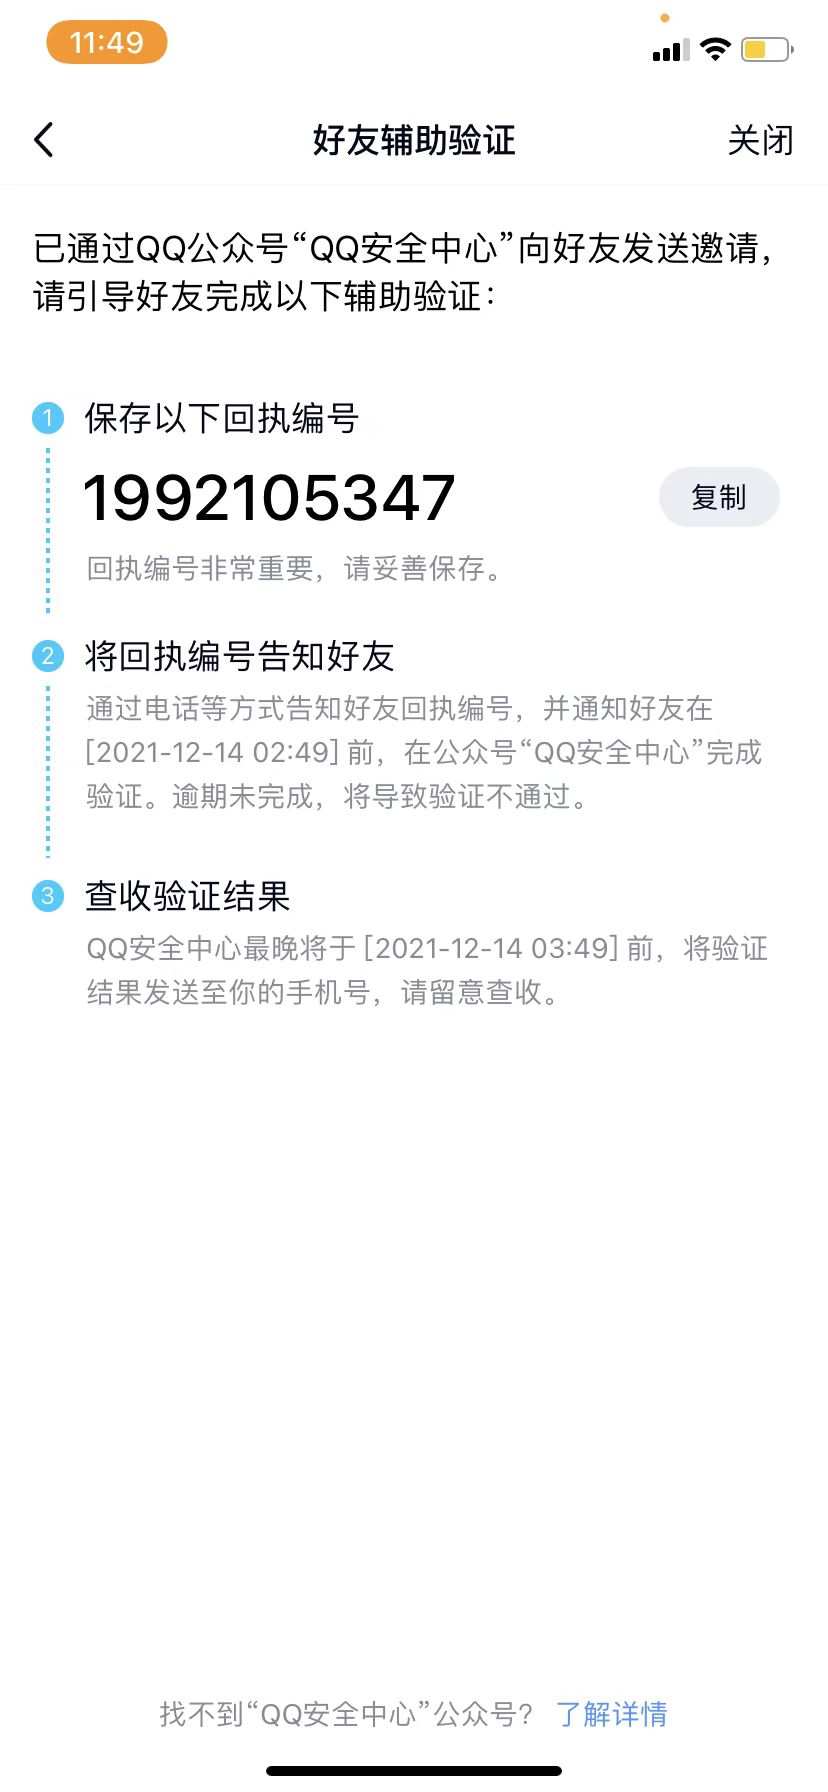 11:49
好友辅助验证
关闭
已通过QQ公众号“QQ安全中心”向好友发送邀请，
请引导好友完成以下辅助验证：
1 保存以下回执编号
1992105347
复制
回执编号非常重要，请妥善保存。
2 将回执编号告知好友
通过电话等方式告知好友回执编号，并通知好友在
[2021-12-14 02:49] 前，在公众号“QQ安全中心”完成
验证。逾期未完成，将导致验证不通过。
3 查收验证结果
QQ安全中心最晚将于 [2021-12-14 03:49] 前，将验证
结果发送至你的手机号，请留意查收。
找不到“QQ安全中心”公众号？ 了解详情